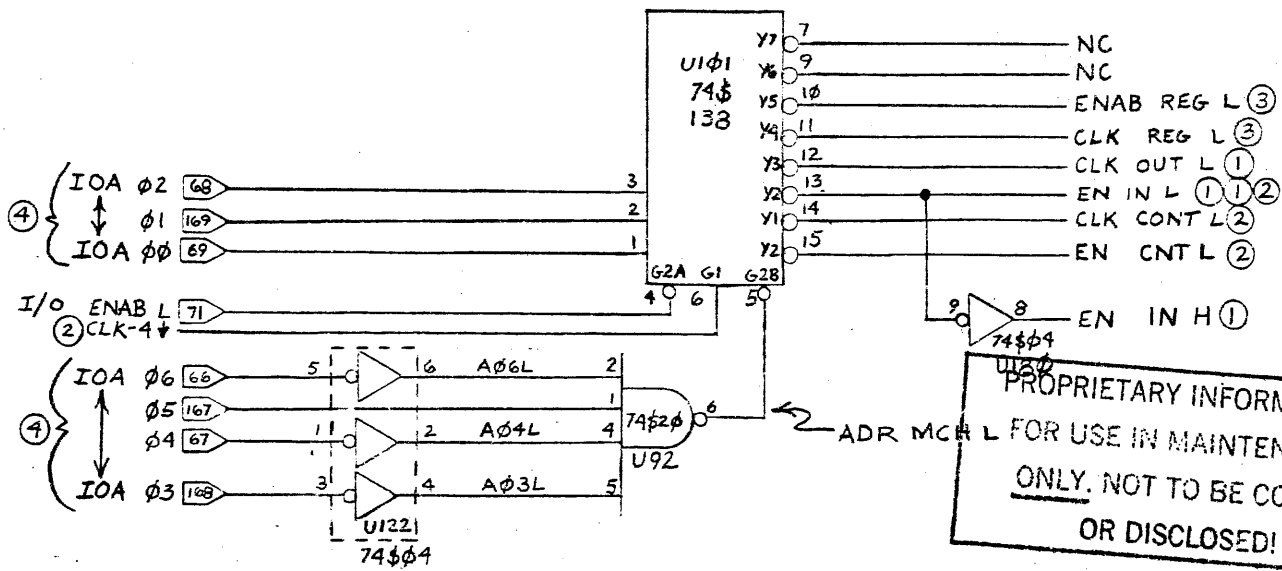 U1Ø1
74$
138
Y7 7 NC
Y6 9 NC
Y5 1Ø ENAB REG L ③
Y4 11 CLK REG L ③
Y3 12 CLK OUT L ①
Y2 13 EN IN L ① ① ②
Y1 14 CLK CONT L ②
Y2 15 EN CNT L ②
④ IOA Ø2 68 3
Ø1 169 2
IOA ØØ 69 1
G2A G1 G2B
4 6 5
I/O ENAB L 71
② CLK-4
9 8 EN IN H ①
74$Ø4
④ IOA Ø6 66 5 6 AØ6L 2
Ø5 167 1
Ø4 67 1 2 AØ4L 4
IOA Ø3 168 3 4 AØ3L 5
74$2Ø 6
U92
ADR MCH L
U122
74$Ø4
PROPRIETARY INFORM
FOR USE IN MAINTEN
ONLY. NOT TO BE CO
OR DISCLOSED!